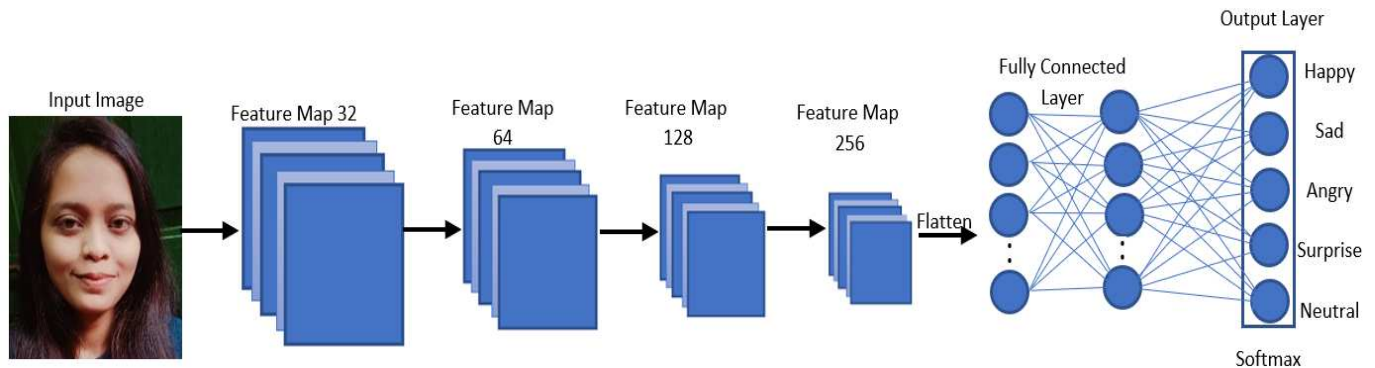 Input Image
Feature Map 32
Feature Map
64
Feature Map
128
Feature Map
256
Flatten
Fully Connected
Layer
Output Layer
Happy
Sad
Angry
Surprise
Neutral
Softmax